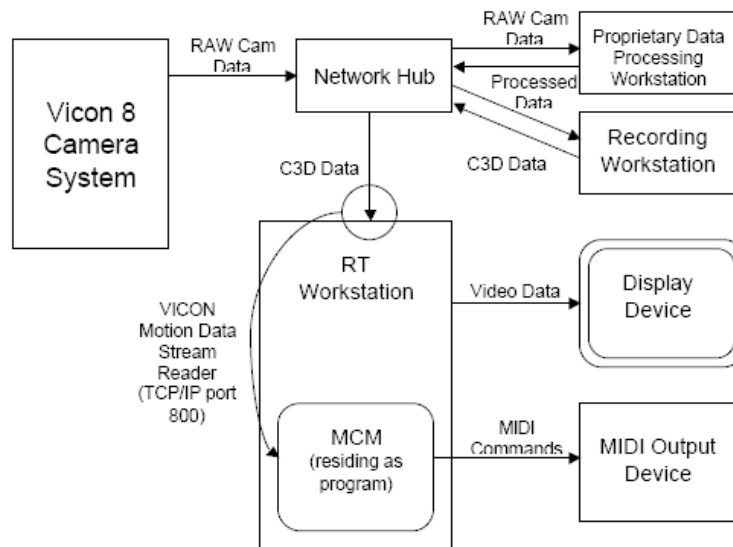 Vicon 8
Camera
System
RAW Cam
Data
Network Hub
RAW Cam
Data
Proprietary Data
Processing
Workstation
Processed
Data
Recording
Workstation
C3D Data
C3D Data
RT
Workstation
VICON
Motion Data
Stream
Reader
(TCP/IP port
800)
Video Data
Display
Device
MCM
(residing as
program)
MIDI
Commands
MIDI Output
Device